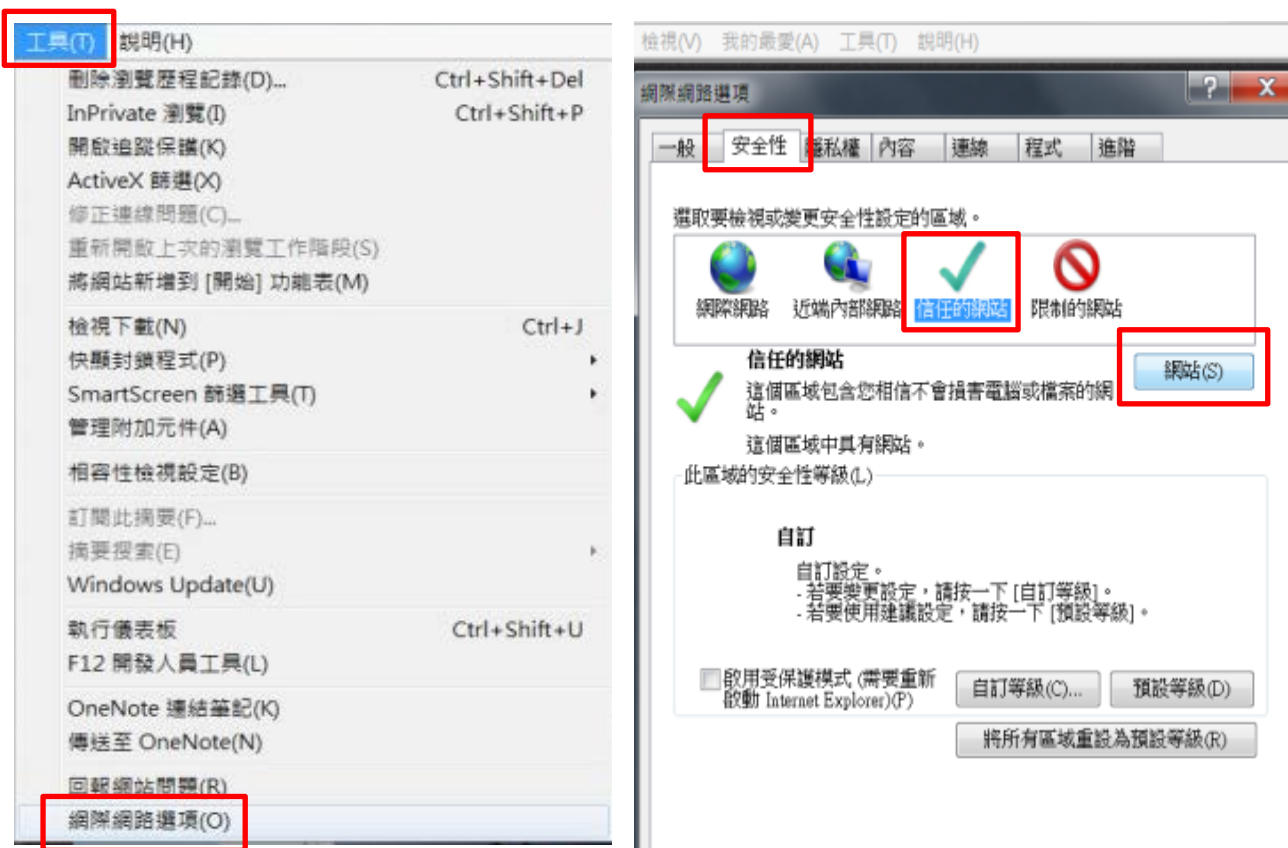 工具(T) 說明(H)
刪除瀏覽歷程記錄(D)... Ctrl+Shift+Del
InPrivate 瀏覽(I) Ctrl+Shift+P
開啟追蹤保護(K)
ActiveX 篩選(X)
修正連線問題(C)...
重新開啟上次的瀏覽工作階段(S)
將網站新增到 [開始] 功能表(M)
檢視下載(N) Ctrl+J
快顯封鎖程式(P)
SmartScreen 篩選工具(T)
管理附加元件(A)
相容性檢視設定(B)
訂閱此摘要(F)...
摘要搜索(E)
Windows Update(U)
執行儀表板 Ctrl+Shift+U
F12 開發人員工具(L)
OneNote 連結筆記(K)
傳送至 OneNote(N)
回報網站問題(R)
網際網路選項(O)
檢視(V) 我的最愛(A) 工具(T) 說明(H)
網際網路選項 ? X
一般 安全性 隱私權 內容 連線 程式 進階
選取要檢視或變更安全性設定的區域。
網際網路 近端內部網路 信任的網站 限制的網站
信任的網站
網站(S)
這個區域包含您相信不會損害電腦或檔案的網
站。
這個區域中具有網站。
此區域的安全性等級(L)
自訂
自訂設定。
- 若要變更設定，請按一下 [自訂等級]。
- 若要使用建議設定，請按一下 [預設等級]。
啟用受保護模式 (需要重新
啟動 Internet Explorer)(P)
自訂等級(C)... 預設等級(D)
將所有區域重設為預設等級(R)